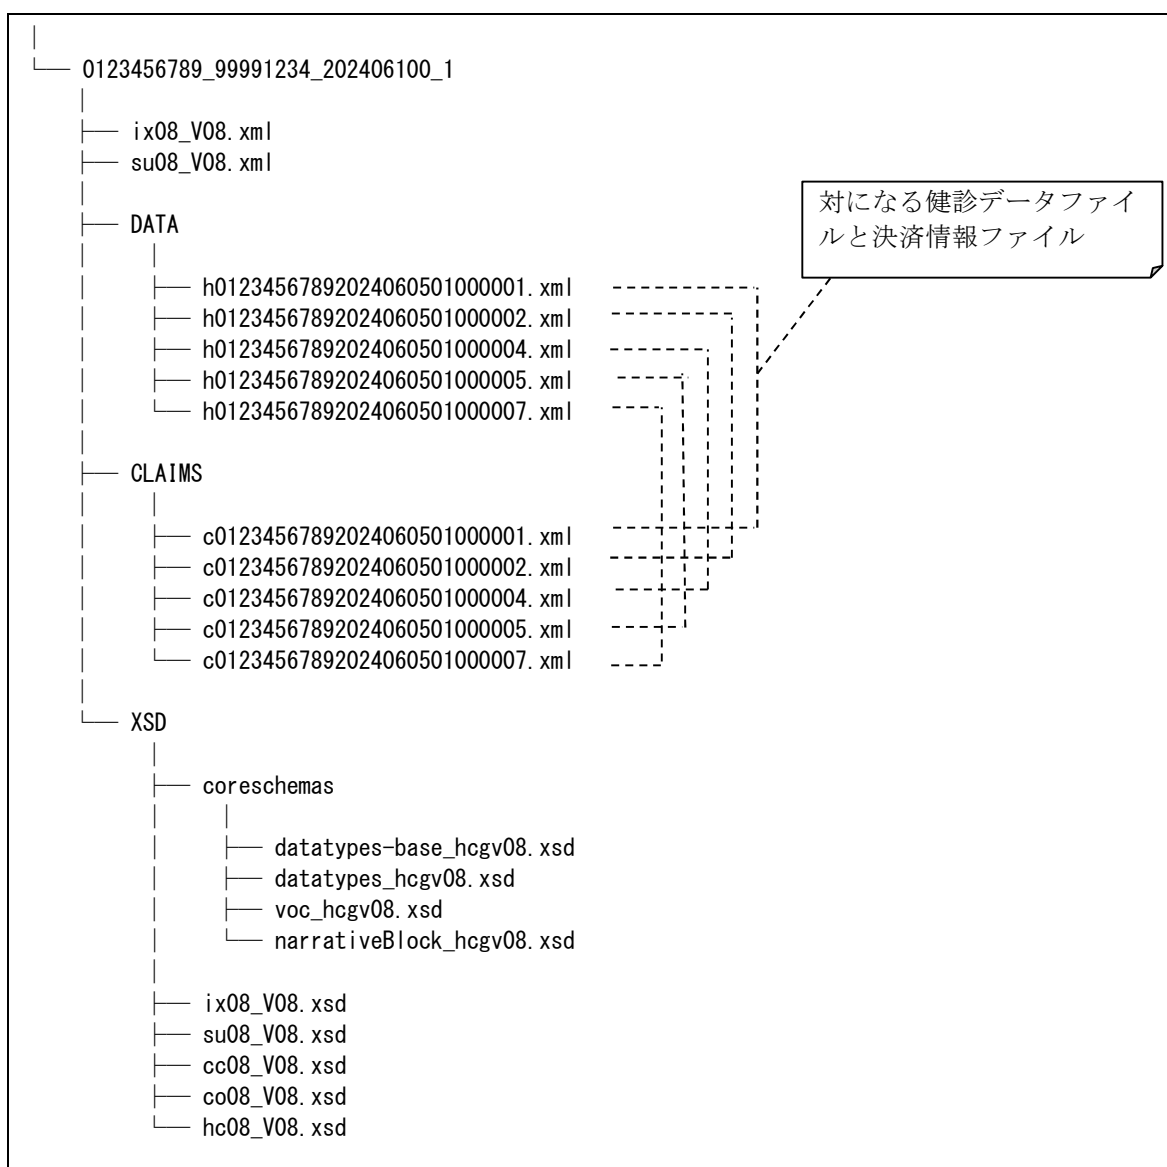 0123456789_99991234_202406100_1
ix08_V08.xml
su08_V08.xml
対になる健診データファイ
ルと決済情報ファイル
DATA
h01234567892024060501000001.xml
h01234567892024060501000002.xml
h01234567892024060501000004.xml
h01234567892024060501000005.xml
h01234567892024060501000007.xml
CLAIMS
c01234567892024060501000001.xml
c01234567892024060501000002.xml
c01234567892024060501000004.xml
c01234567892024060501000005.xml
c01234567892024060501000007.xml
XSD
coreschemas
datatypes-base_hcgv08.xsd
datatypes_hcgv08.xsd
voc_hcgv08.xsd
narrativeBlock_hcgv08.xsd
ix08_V08.xsd
su08_V08.xsd
cc08_V08.xsd
co08_V08.xsd
hc08_V08.xsd